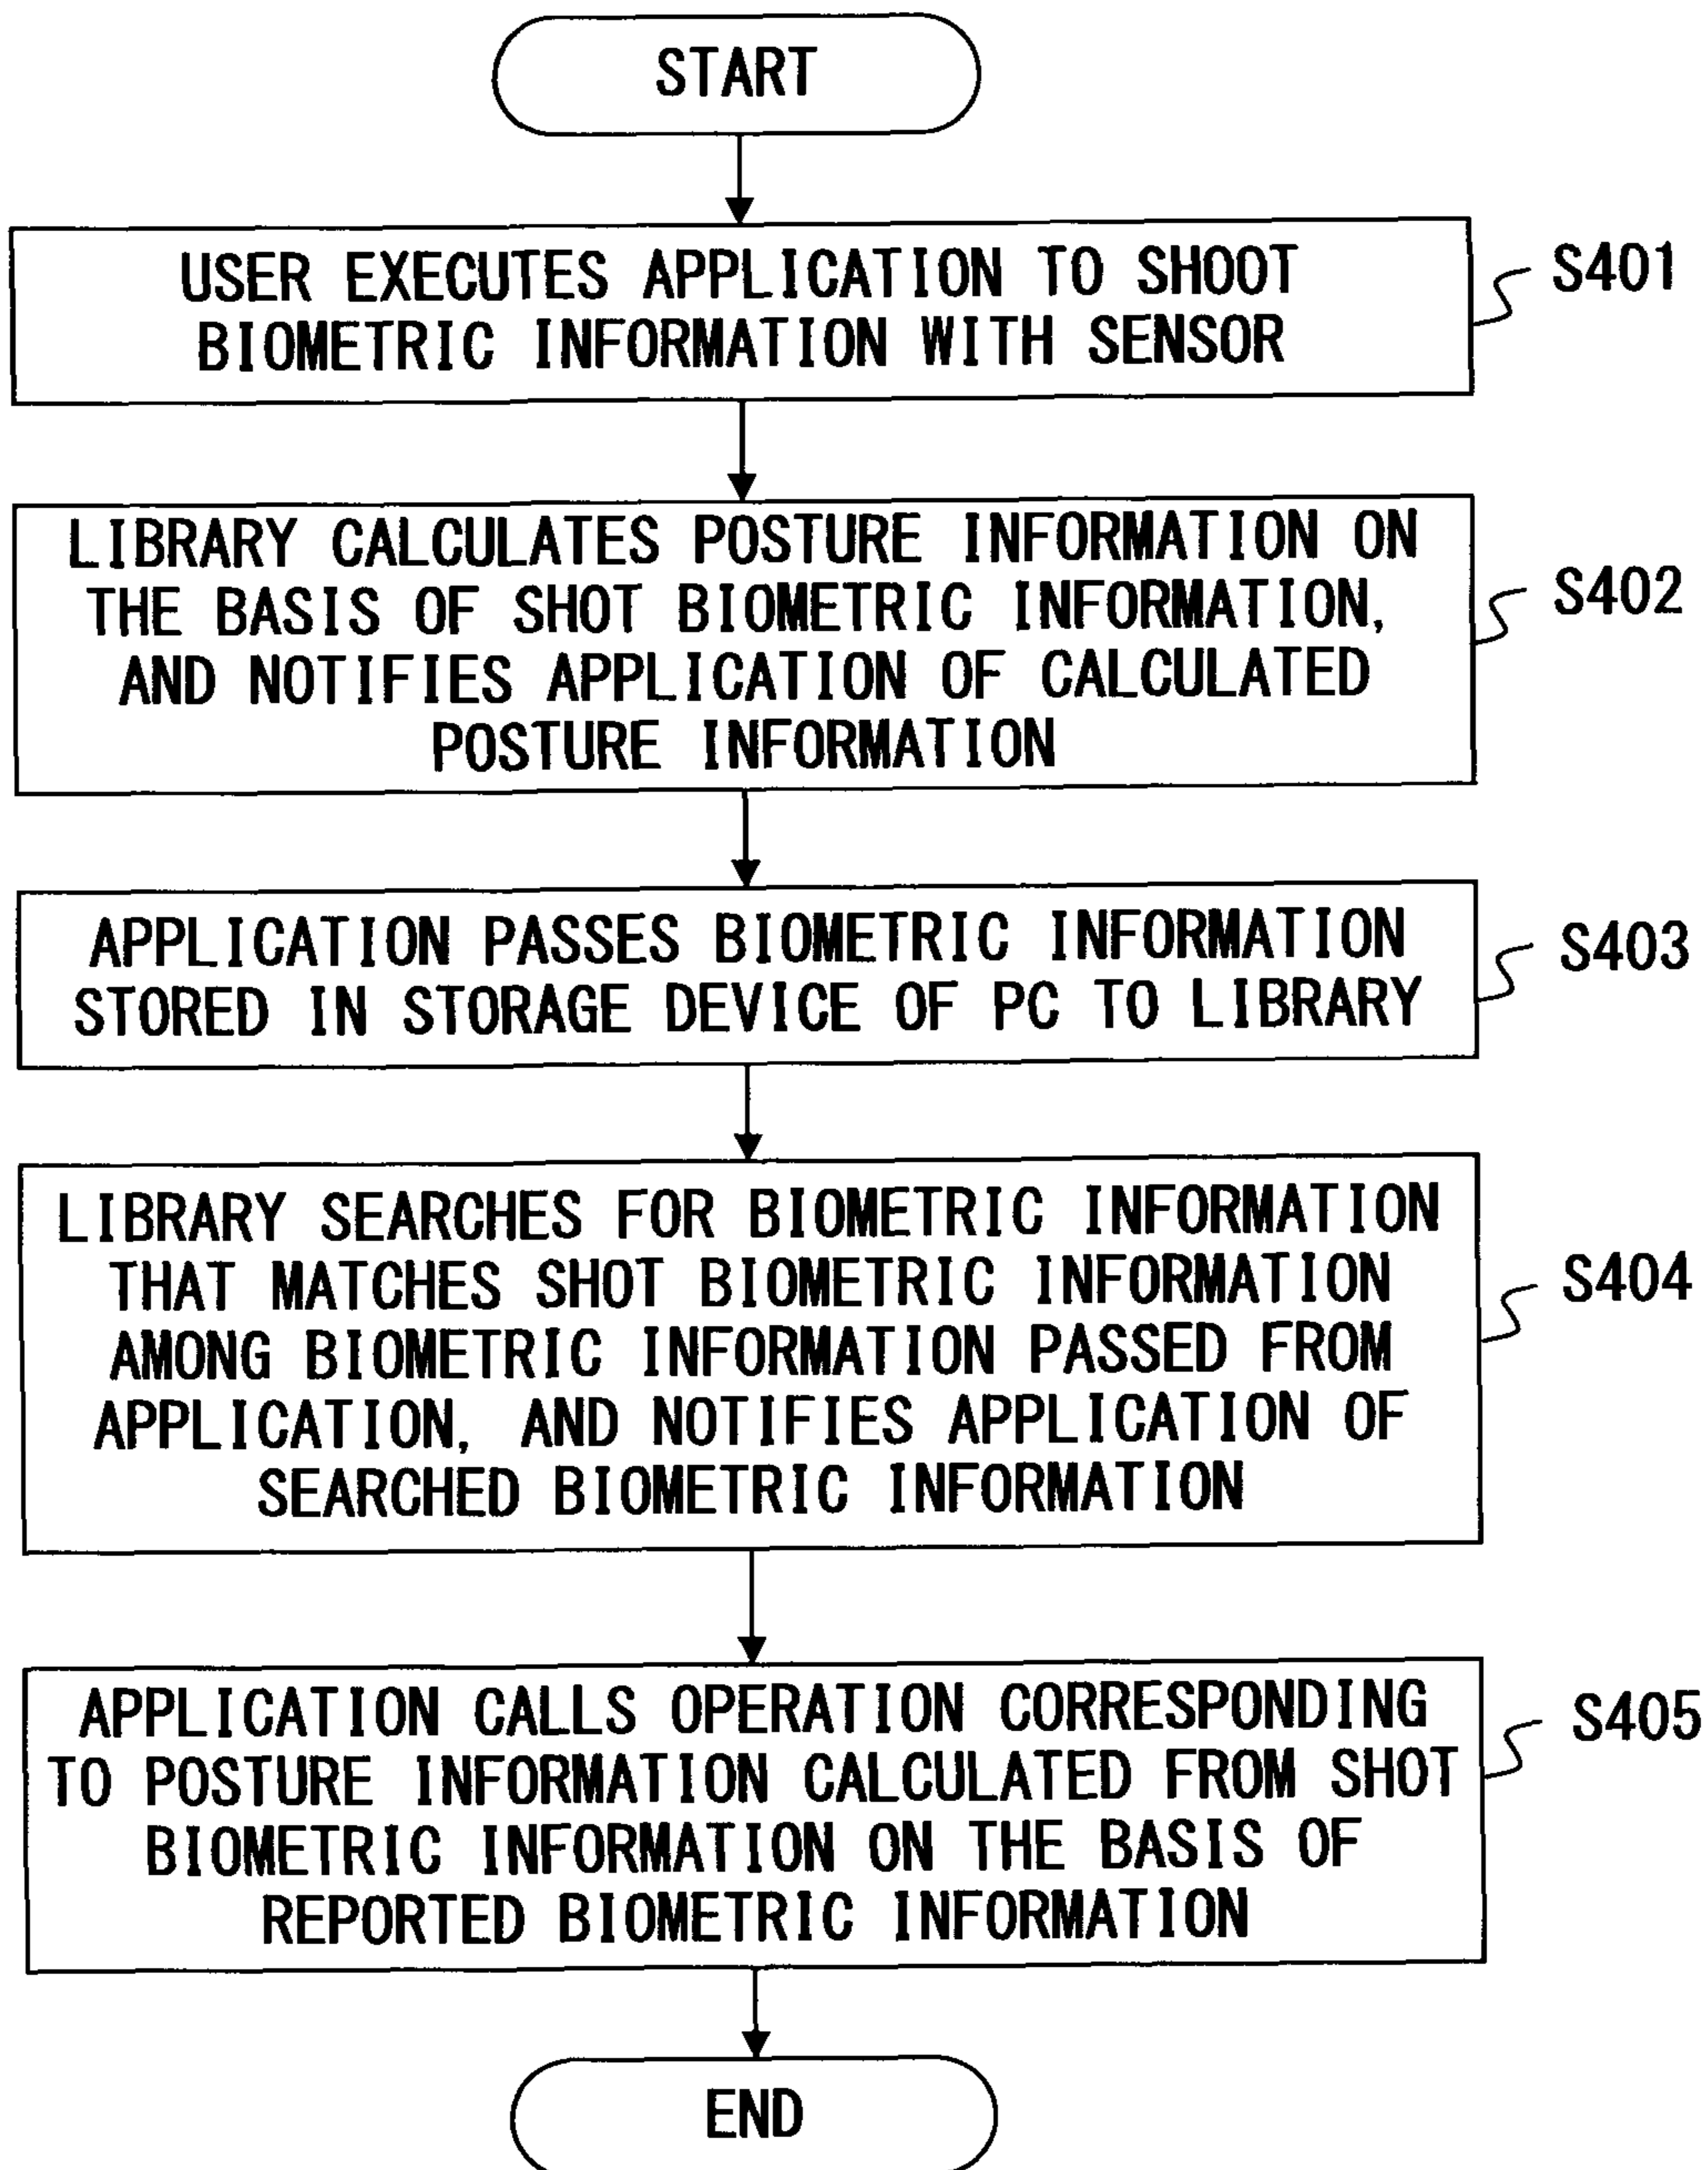 START
USER EXECUTES APPLICATION TO SHOOT
BIOMETRIC INFORMATION WITH SENSOR
S401
LIBRARY CALCULATES POSTURE INFORMATION ON
THE BASIS OF SHOT BIOMETRIC INFORMATION,
AND NOTIFIES APPLICATION OF CALCULATED
POSTURE INFORMATION
S402
APPLICATION PASSES BIOMETRIC INFORMATION
STORED IN STORAGE DEVICE OF PC TO LIBRARY
S403
LIBRARY SEARCHES FOR BIOMETRIC INFORMATION
THAT MATCHES SHOT BIOMETRIC INFORMATION
AMONG BIOMETRIC INFORMATION PASSED FROM
APPLICATION, AND NOTIFIES APPLICATION OF
SEARCHED BIOMETRIC INFORMATION
S404
APPLICATION CALLS OPERATION CORRESPONDING
TO POSTURE INFORMATION CALCULATED FROM SHOT
BIOMETRIC INFORMATION ON THE BASIS OF
REPORTED BIOMETRIC INFORMATION
S405
END